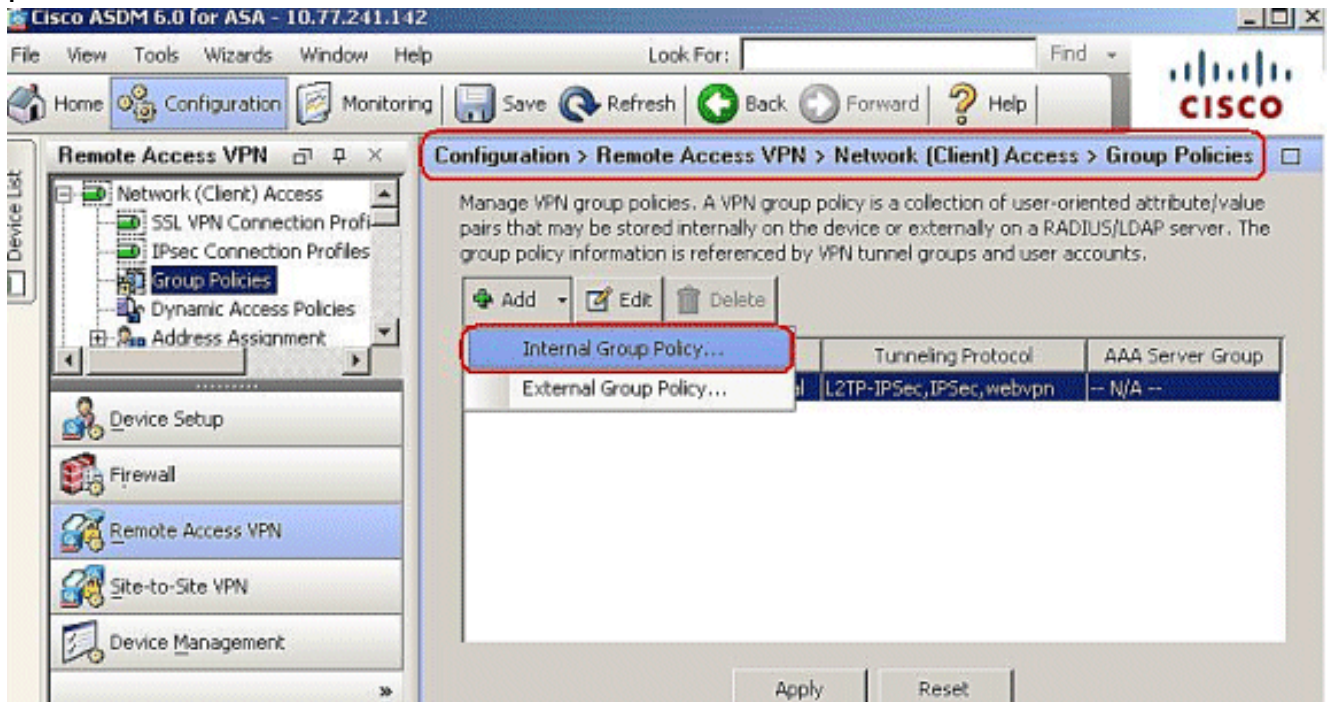 Cisco ASDM 6.0 for ASA - 10.77.241.142
File View Tools Wizards Window Help Look For: Find
Home Configuration Monitoring Save Refresh Back Forward Help
CISCO
Device List
Remote Access VPN
Network (Client) Access
SSL VPN Connection Profi
IPsec Connection Profiles
Group Policies
Dynamic Access Policies
Address Assignment
Device Setup
Firewall
Remote Access VPN
Site-to-Site VPN
Device Management
»
Configuration > Remote Access VPN > Network (Client) Access > Group Policies
Manage VPN group policies. A VPN group policy is a collection of user-oriented attribute/value
pairs that may be stored internally on the device or externally on a RADIUS/LDAP server. The
group policy information is referenced by VPN tunnel groups and user accounts.
Add Edit Delete
Internal Group Policy...
External Group Policy...
Tunneling Protocol AAA Server Group
L2TP-IPSec,IPSec,webvpn -- N/A --
Apply Reset